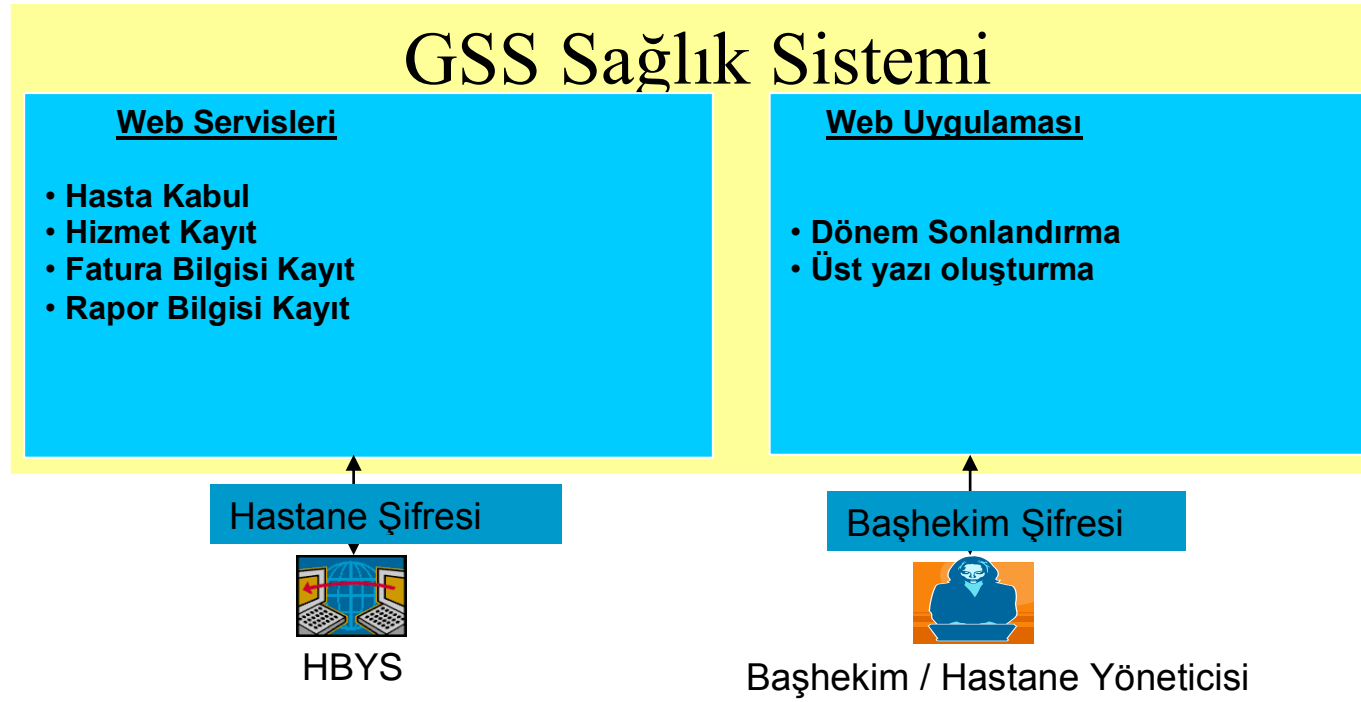 GSS Sağlık Sistemi
Web Servisleri
• Hasta Kabul
• Hizmet Kayıt
• Fatura Bilgisi Kayıt
• Rapor Bilgisi Kayıt
Web Uygulaması
• Dönem Sonlandırma
• Üst yazı oluşturma
Hastane Şifresi
Başhekim Şifresi
HBYS
Başhekim / Hastane Yöneticisi